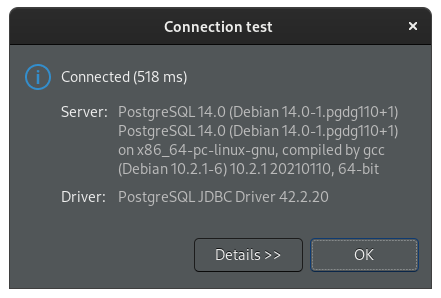 Connection test
Connected (518 ms)
Server: PostgreSQL 14.0 (Debian 14.0-1.pgdg110+1)
PostgreSQL 14.0 (Debian 14.0-1.pgdg110+1)
on x86_64-pc-linux-gnu, compiled by gcc
(Debian 10.2.1-6) 10.2.1 20210110, 64-bit
Driver: PostgreSQL JDBC Driver 42.2.20
Details >> OK